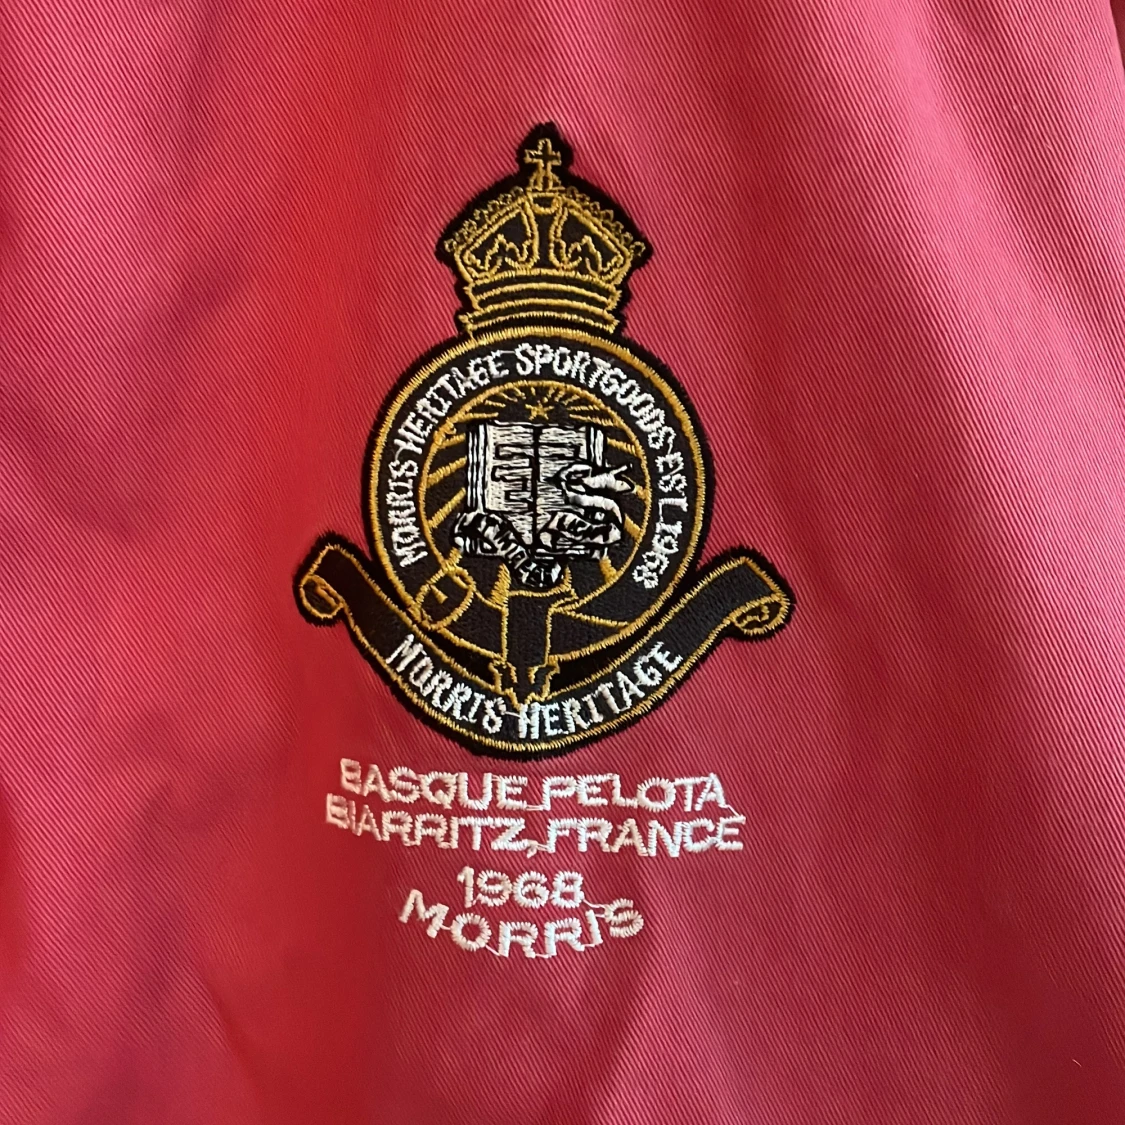 MORRIS HERITAGE SPORTGOODS EST.1968
MORRIS HERITAGE
BASQUE PELOTA
BIARRITZ, FRANCE
1968
MORRIS